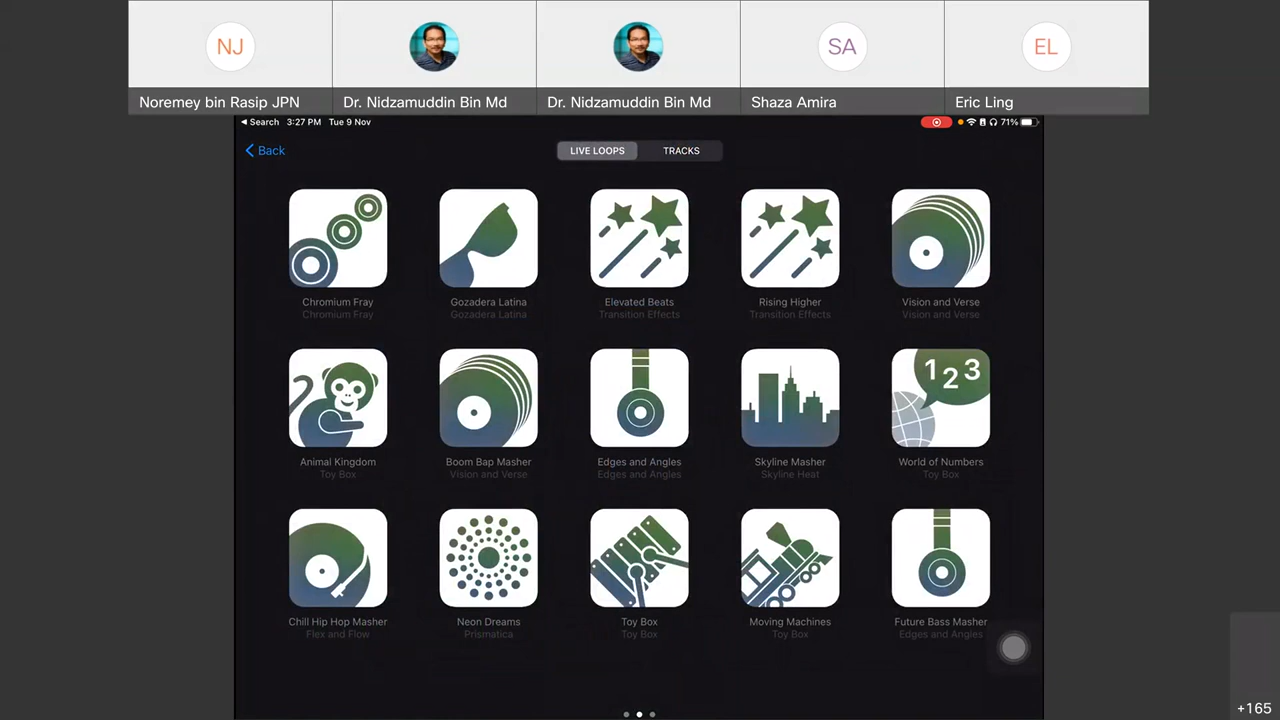 NJ
SA
EL
Noremey bin Rasip JPN
Dr. Nidzamuddin Bin Md
Dr. Nidzamuddin Bin Md
Shaza Amira
Eric Ling
Search 3:27 PM Tue 9 Nov
71%
Back
LIVE LOOPS
TRACKS
Chromium Fray
Chromium Fray
Gozadera Latina
Gozadera Latina
Elevated Beats
Transition Effects
Rising Higher
Transition Effects
Vision and Verse
Vision and Verse
1 2 3
Animal Kingdom
Toy Box
Boom Bap Masher
Vision and Verse
Edges and Angles
Edges and Angles
Skyline Masher
Skyline Heat
World of Numbers
Toy Box
Chill Hip Hop Masher
Flex and Flow
Neon Dreams
Prismatica
Toy Box
Toy Box
Moving Machines
Toy Box
Future Bass Masher
Edges and Angles
+165